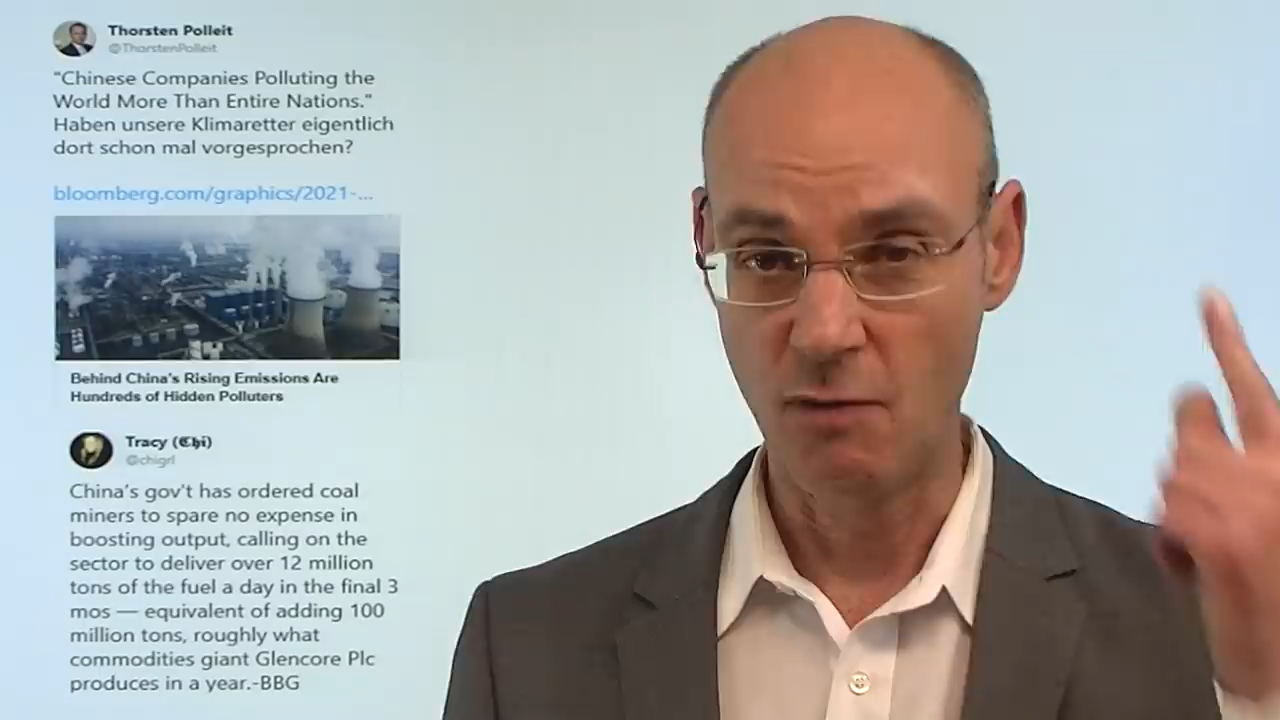 Thorsten Polleit
@ThorstenPolleit
"Chinese Companies Polluting the
World More Than Entire Nations."
Haben unsere Klimaretter eigentlich
dort schon mal vorgesprochen?
bloomberg.com/graphics/2021-...
Behind China's Rising Emissions Are
Hundreds of Hidden Polluters
Tracy (ℭ𝔥𝔦)
@chigrl
China's gov't has ordered coal
miners to spare no expense in
boosting output, calling on the
sector to deliver over 12 million
tons of the fuel a day in the final 3
mos — equivalent of adding 100
million tons, roughly what
commodities giant Glencore Plc
produces in a year.-BBG